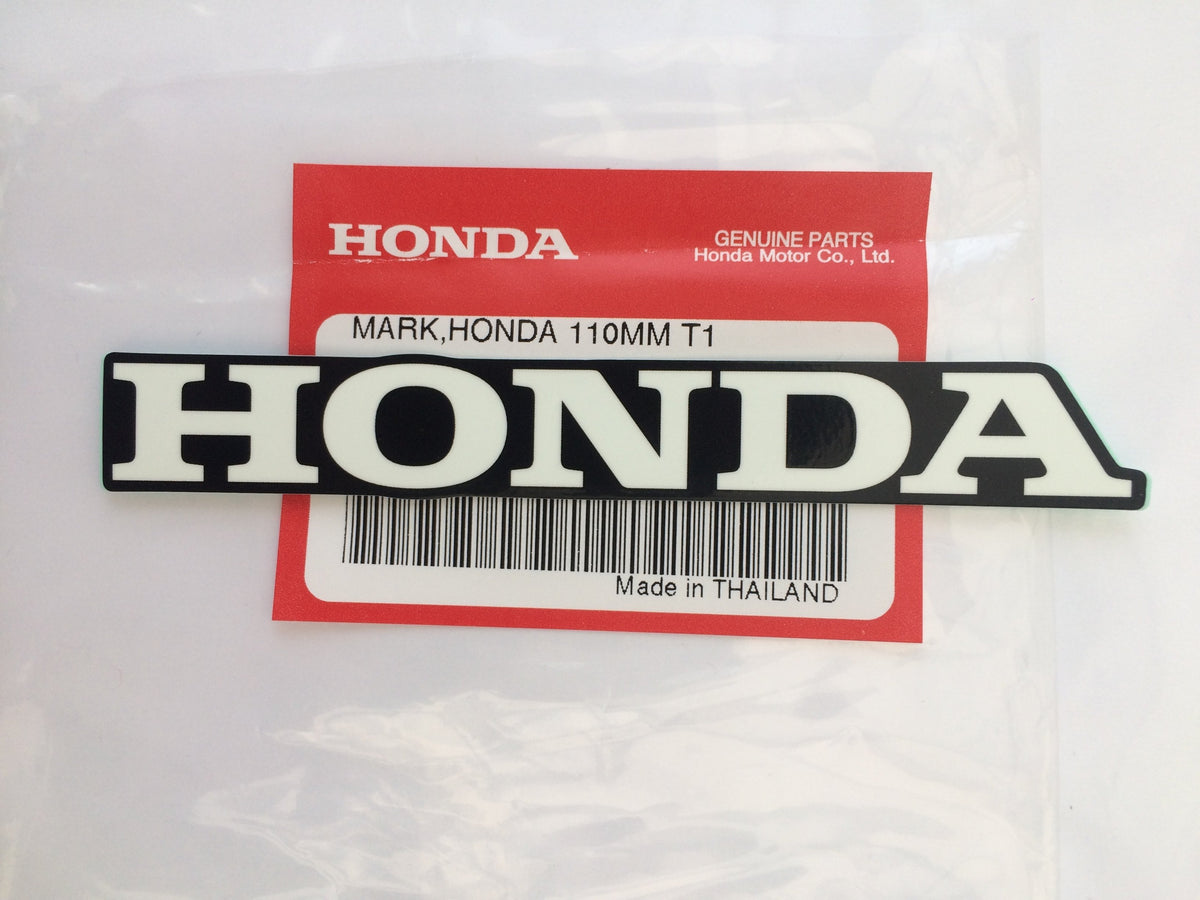 HONDA
GENUINE PARTS
Honda Motor Co., Ltd.
MARK,HONDA 110MM T1
HONDA
Made in THAILAND